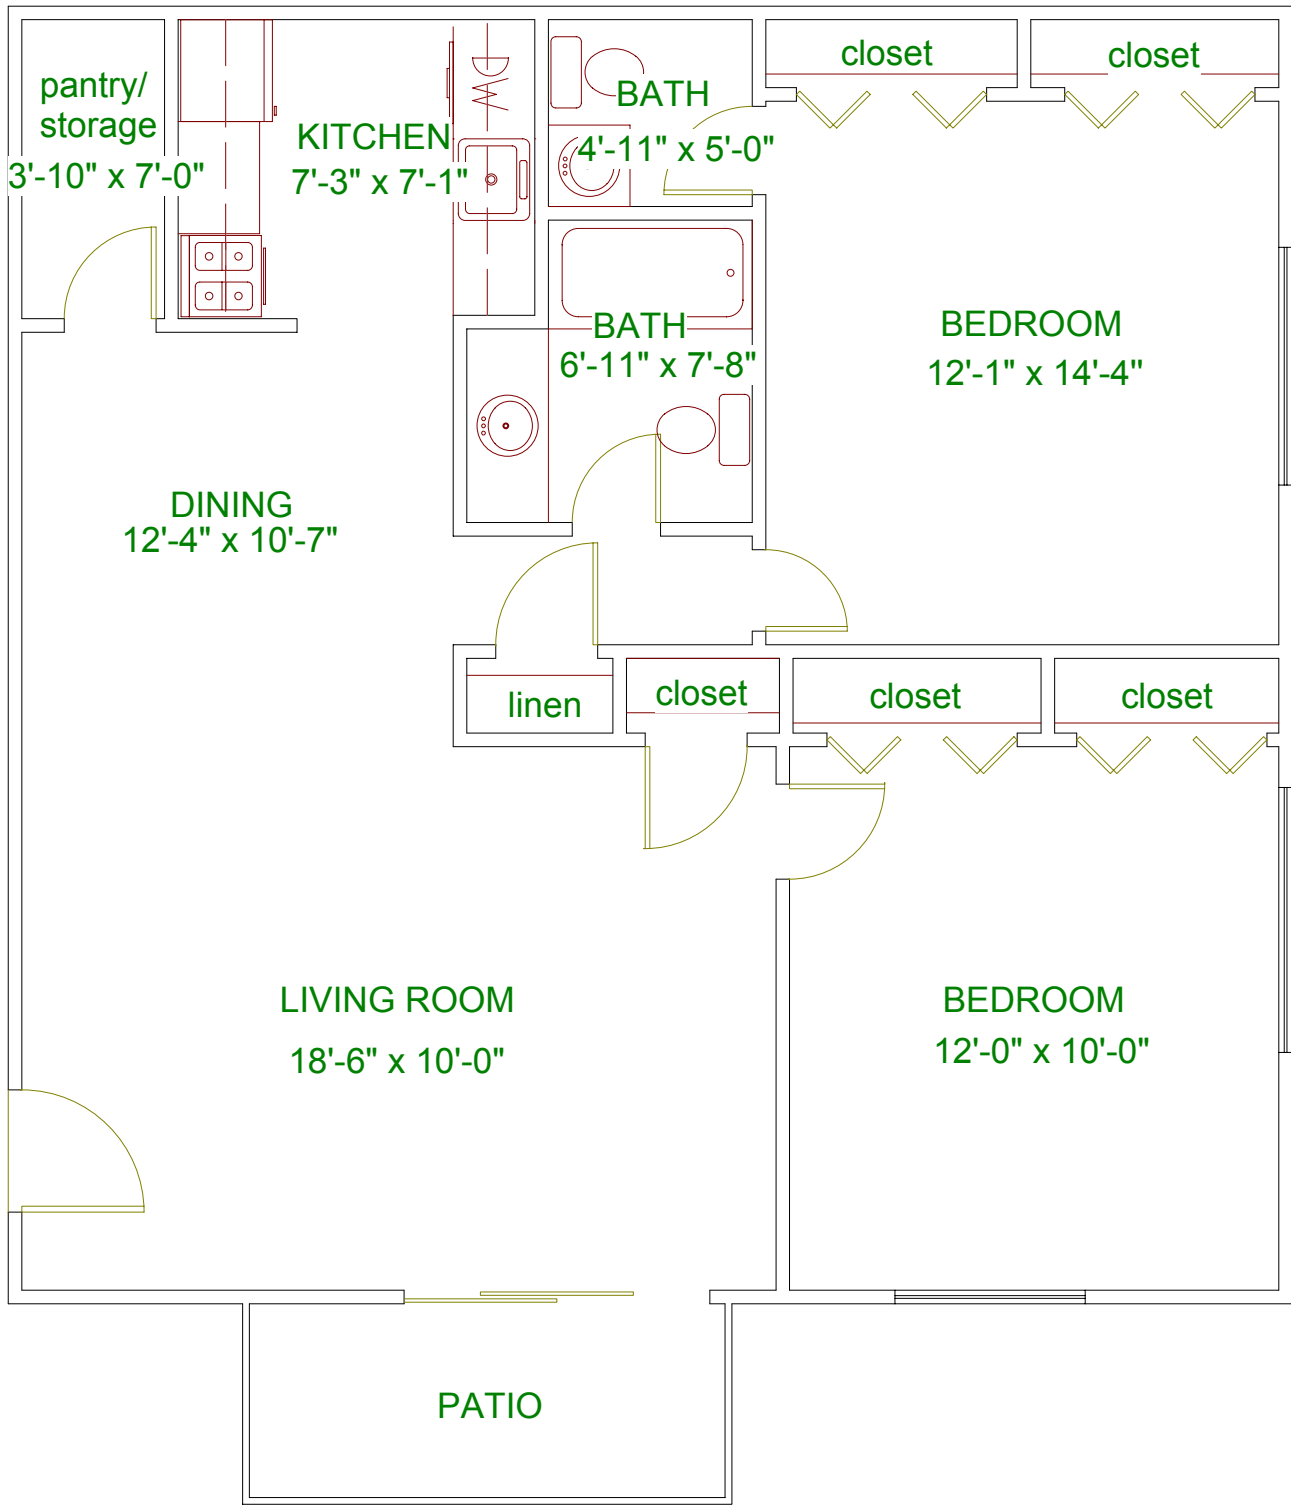 pantry/
storage
3'-10" x 7'-0"
KITCHEN
7'-3" x 7'-1"
DW
BATH
4'-11" x 5'-0"
closet
closet
BATH
6'-11" x 7'-8"
BEDROOM
12'-1" x 14'-4"
DINING
12'-4" x 10'-7"
linen
closet
closet
closet
LIVING ROOM
18'-6" x 10'-0"
BEDROOM
12'-0" x 10'-0"
PATIO